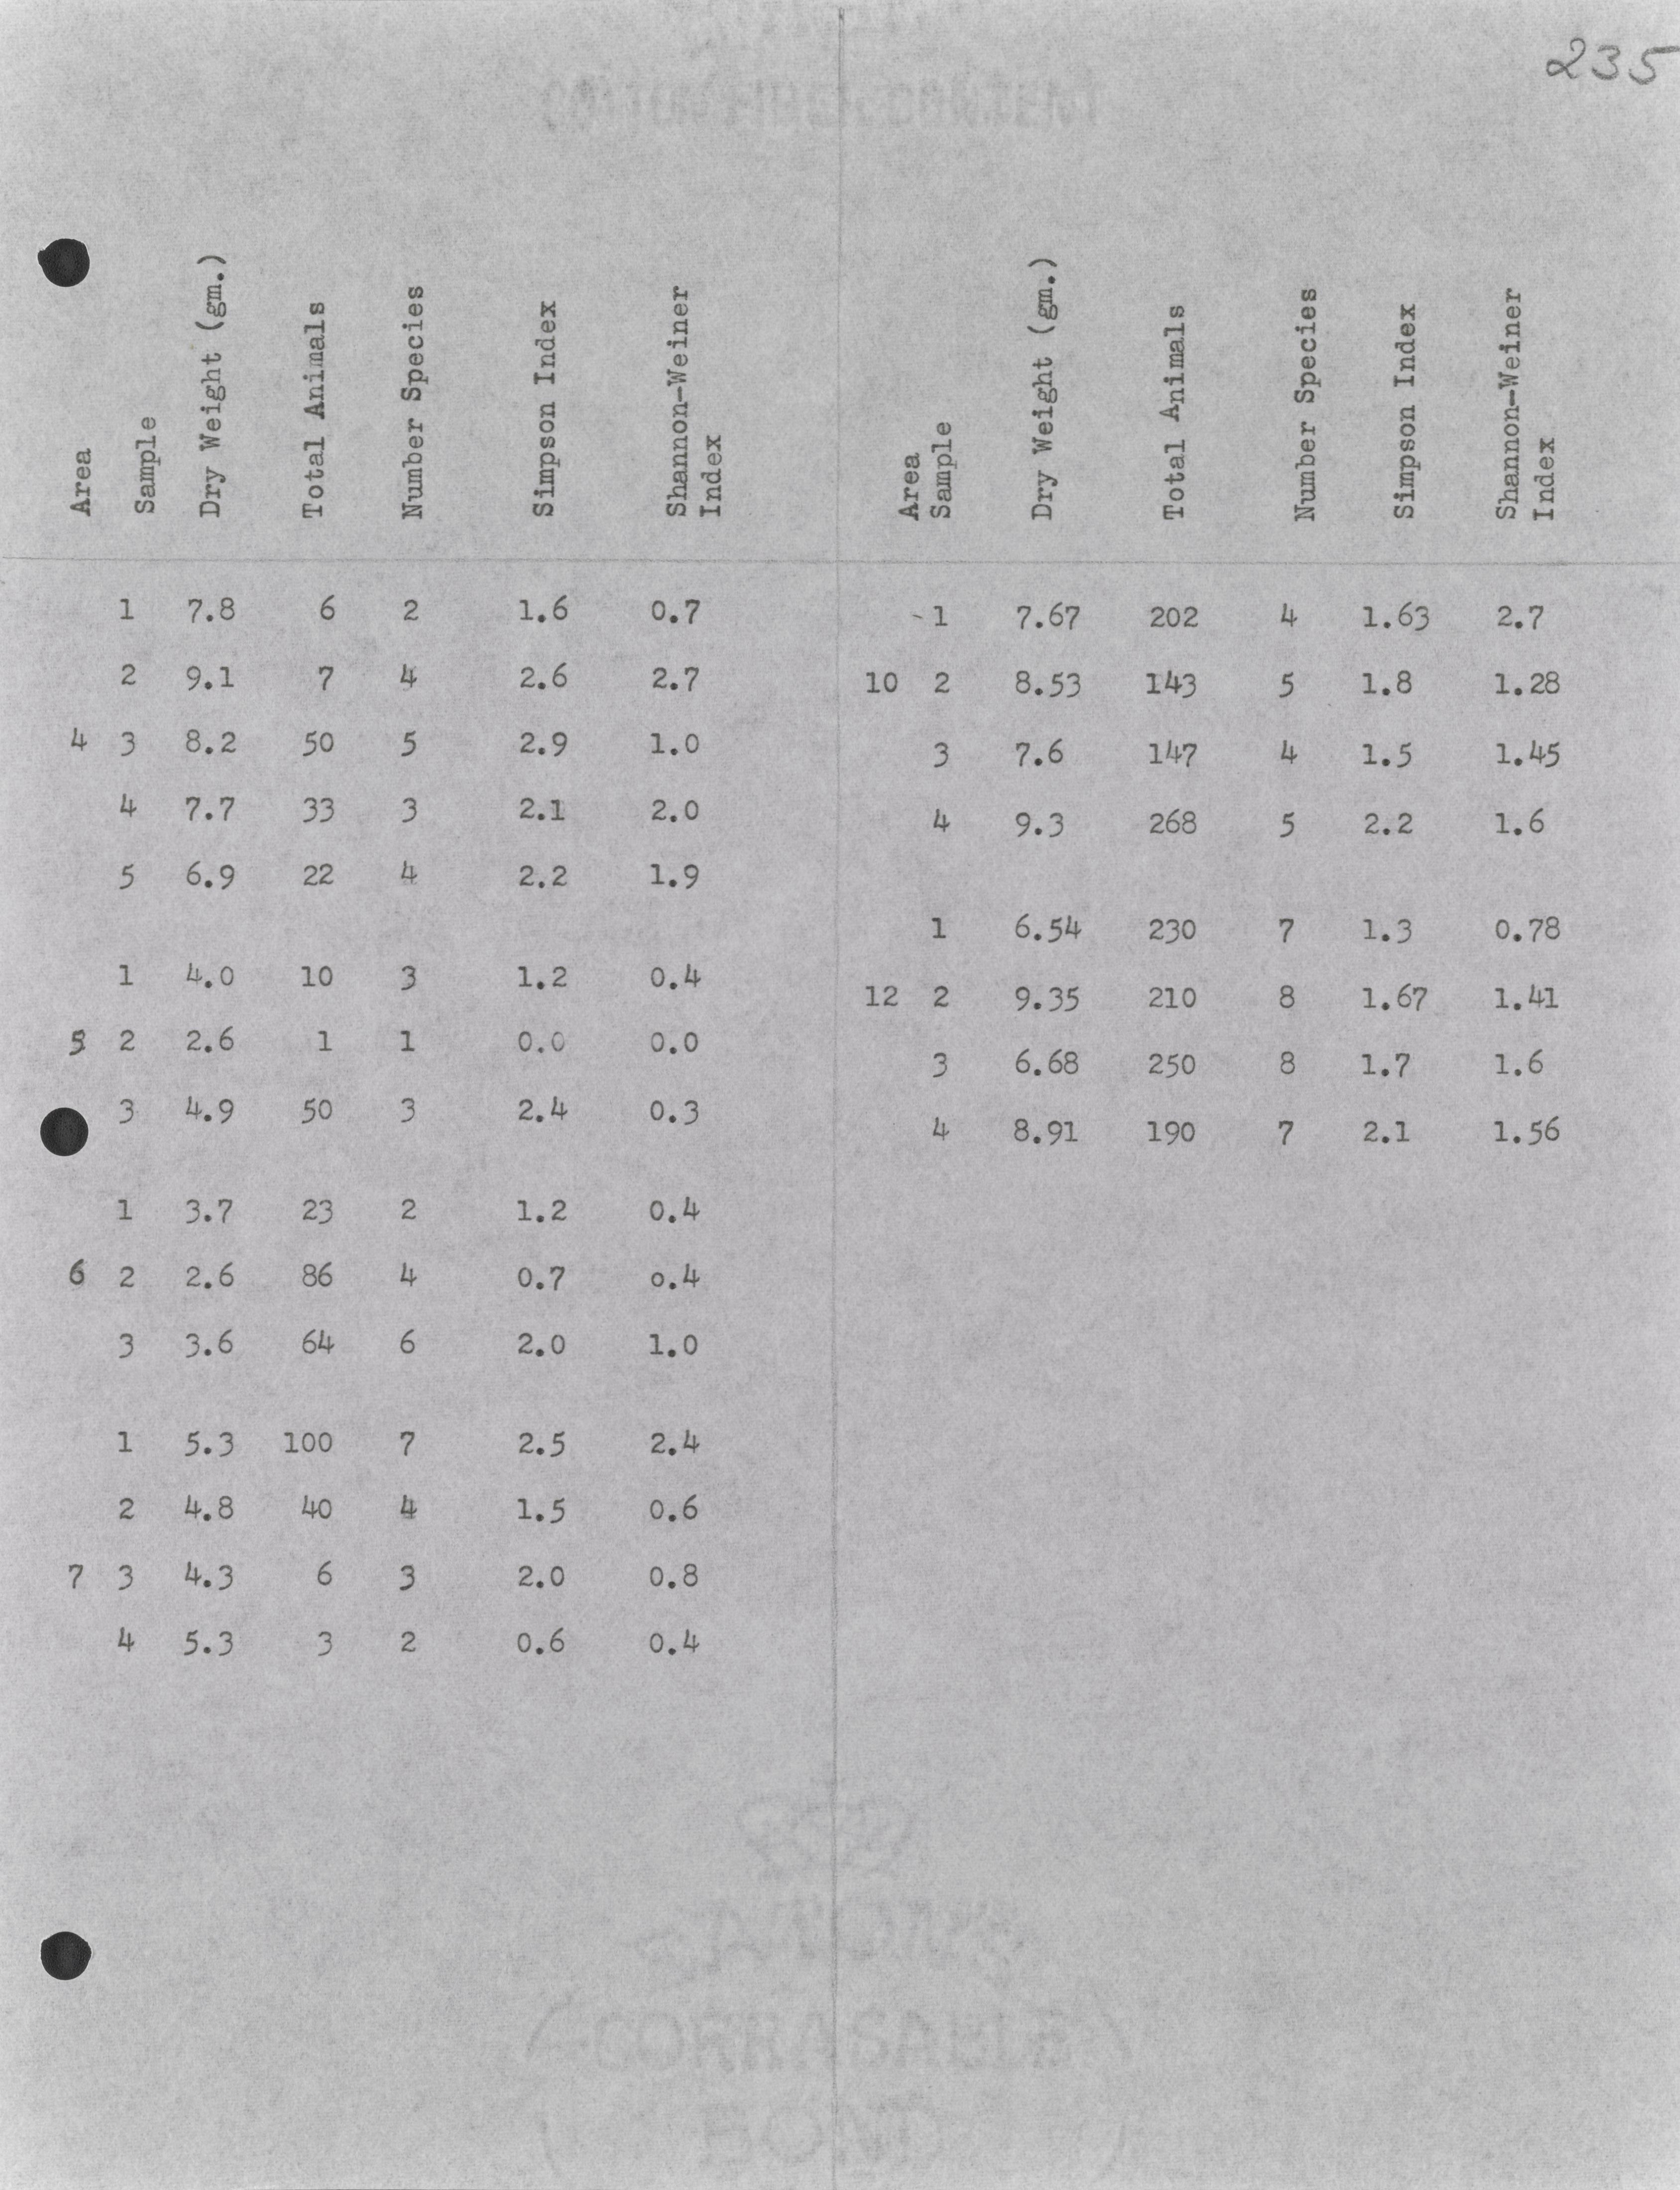 235
COTTON FIBER CONTENT
Area Sample Dry Weight (gm.) Total Animals Number Species Simpson Index Shannon-Weiner Index
1 7.8 6 2 1.6 0.7
2 9.1 7 4 2.6 2.7
4 3 8.2 50 5 2.9 1.0
4 7.7 33 3 2.1 2.0
5 6.9 22 4 2.2 1.9
1 4.0 10 3 1.2 0.4
5 2 2.6 1 1 0.0 0.0
3 4.9 50 3 2.4 0.3
1 3.7 23 2 1.2 0.4
6 2 2.6 86 4 0.7 o.4
3 3.6 64 6 2.0 1.0
1 5.3 100 7 2.5 2.4
2 4.8 40 4 1.5 0.6
7 3 4.3 6 3 2.0 0.8
4 5.3 3 2 0.6 0.4
Area Sample Dry Weight (gm.) Total Animals Number Species Simpson Index Shannon-Weiner Index
1 7.67 202 4 1.63 2.7
10 2 8.53 143 5 1.8 1.28
3 7.6 147 4 1.5 1.45
4 9.3 268 5 2.2 1.6
1 6.54 230 7 1.3 0.78
12 2 9.35 210 8 1.67 1.41
3 6.68 250 8 1.7 1.6
4 8.91 190 7 2.1 1.56
CORRASABLE
BOND